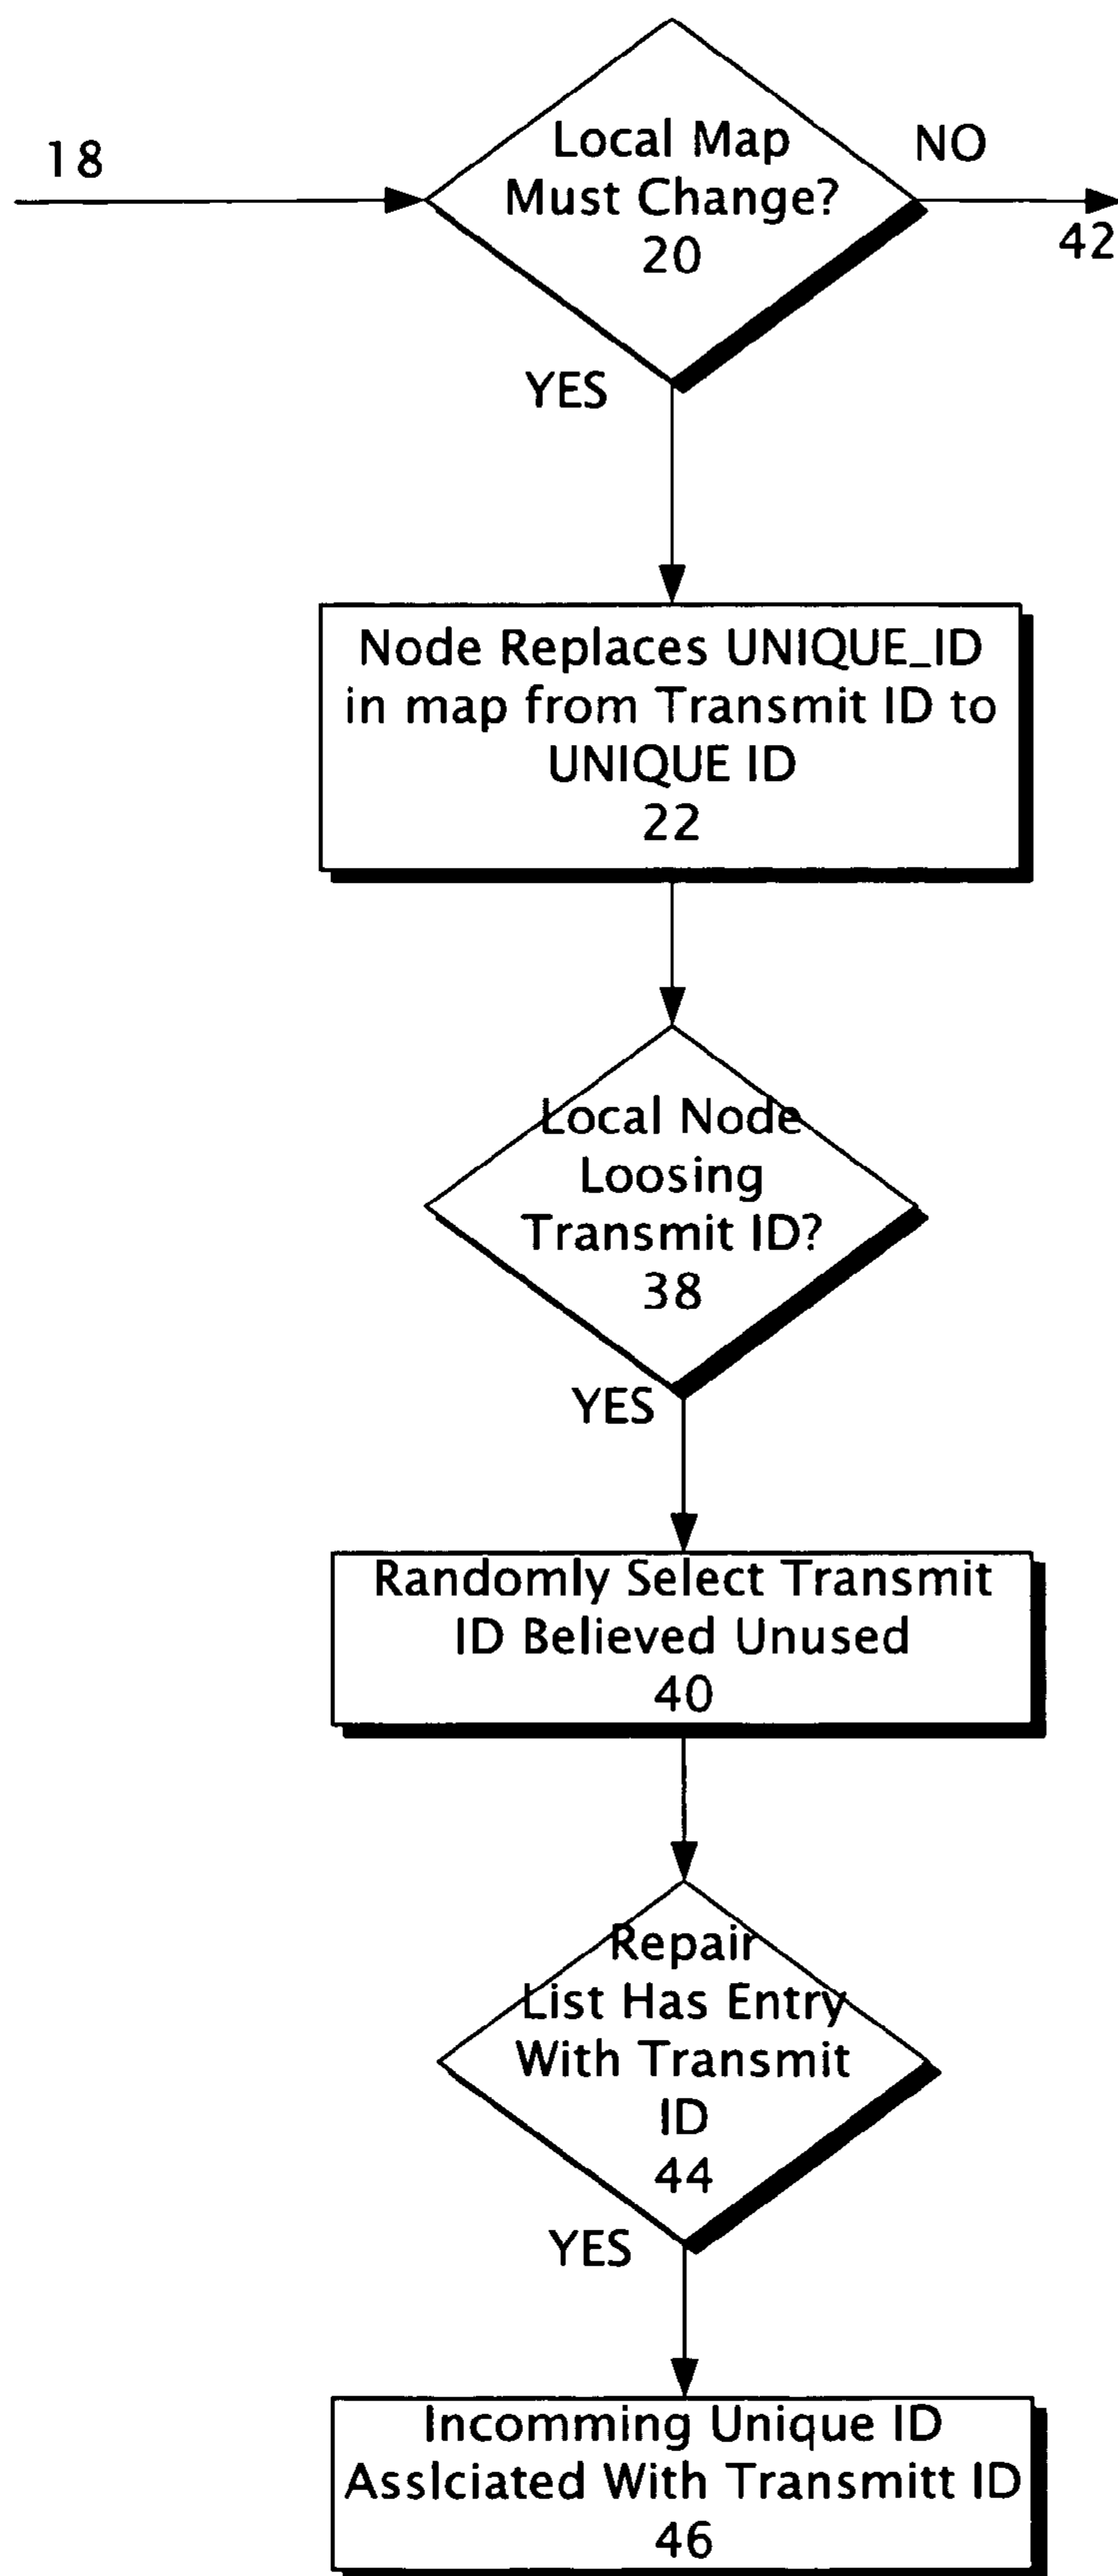 18
Local Map
Must Change?
20
NO
42
YES
Node Replaces UNIQUE_ID
in map from Transmit ID to
UNIQUE ID
22
Local Node
Loosing
Transmit ID?
38
YES
Randomly Select Transmit
ID Believed Unused
40
Repair
List Has Entry
With Transmit
ID
44
YES
Incomming Unique ID
Asslciated With Transmitt ID
46